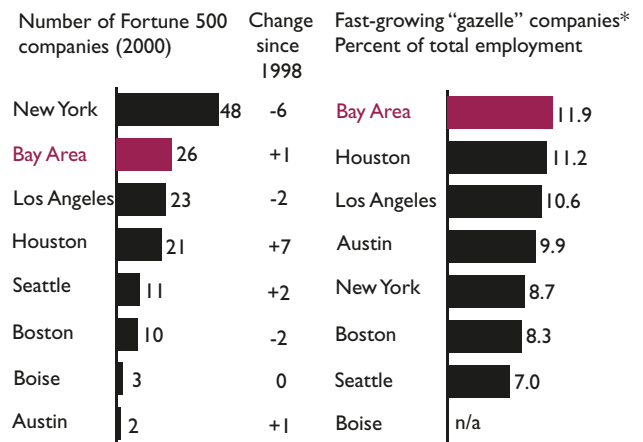 Number of Fortune 500 companies (2000)
Change since 1998
New York 48 -6
Bay Area 26 +1
Los Angeles 23 -2
Houston 21 +7
Seattle 11 +2
Boston 10 -2
Boise 3 0
Austin 2 +1
Fast-growing “gazelle” companies*
Percent of total employment
Bay Area 11.9
Houston 11.2
Los Angeles 10.6
Austin 9.9
New York 8.7
Boston 8.3
Seattle 7.0
Boise n/a